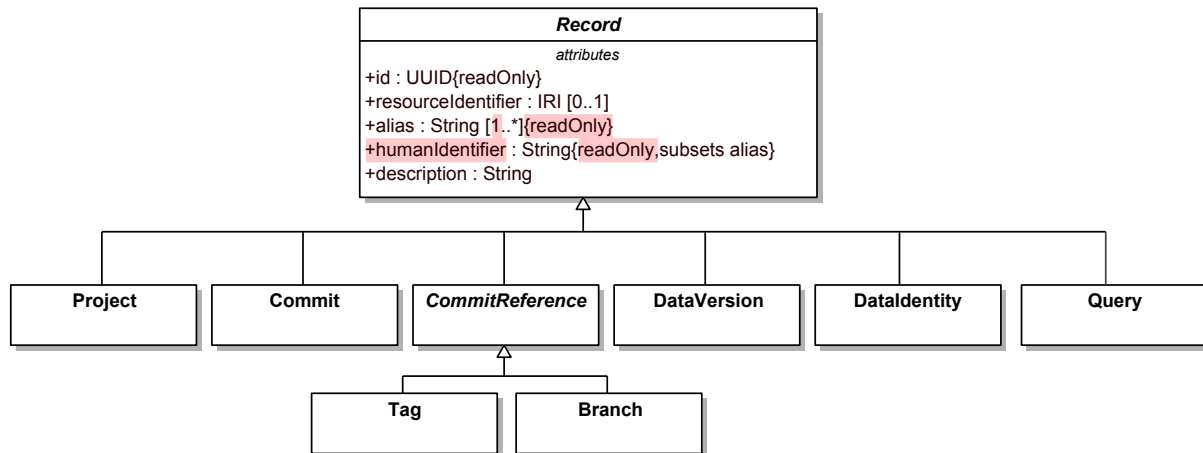 Record
attributes
+id : UUID{readOnly}
+resourceIdentifier : IRI [0..1]
+alias : String [1..*]{readOnly}
+humanIdentifier : String{readOnly,subsets alias}
+description : String
Project
Commit
CommitReference
DataVersion
DataIdentity
Query
Tag
Branch